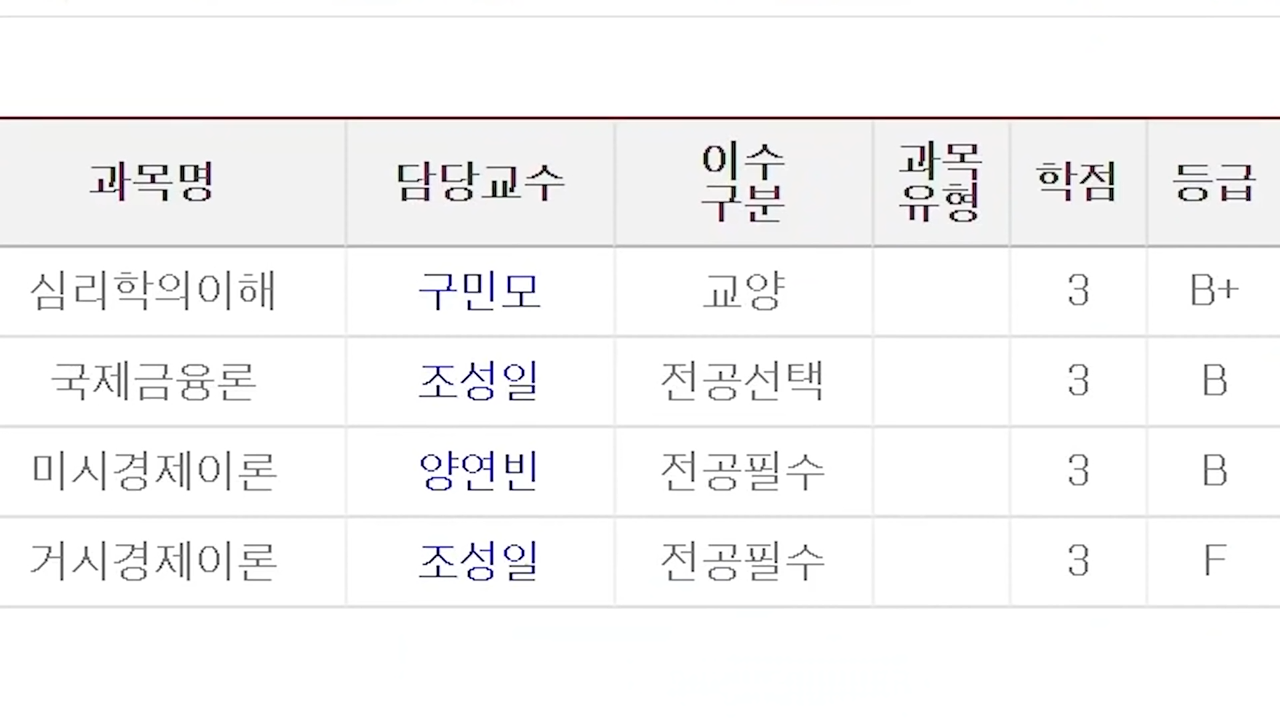 과목명 담당교수 이수 구분 과목 유형 학점 등급
심리학의이해 구민모 교양 3 B+
국제금융론 조성일 전공선택 3 B
미시경제이론 양연빈 전공필수 3 B
거시경제이론 조성일 전공필수 3 F